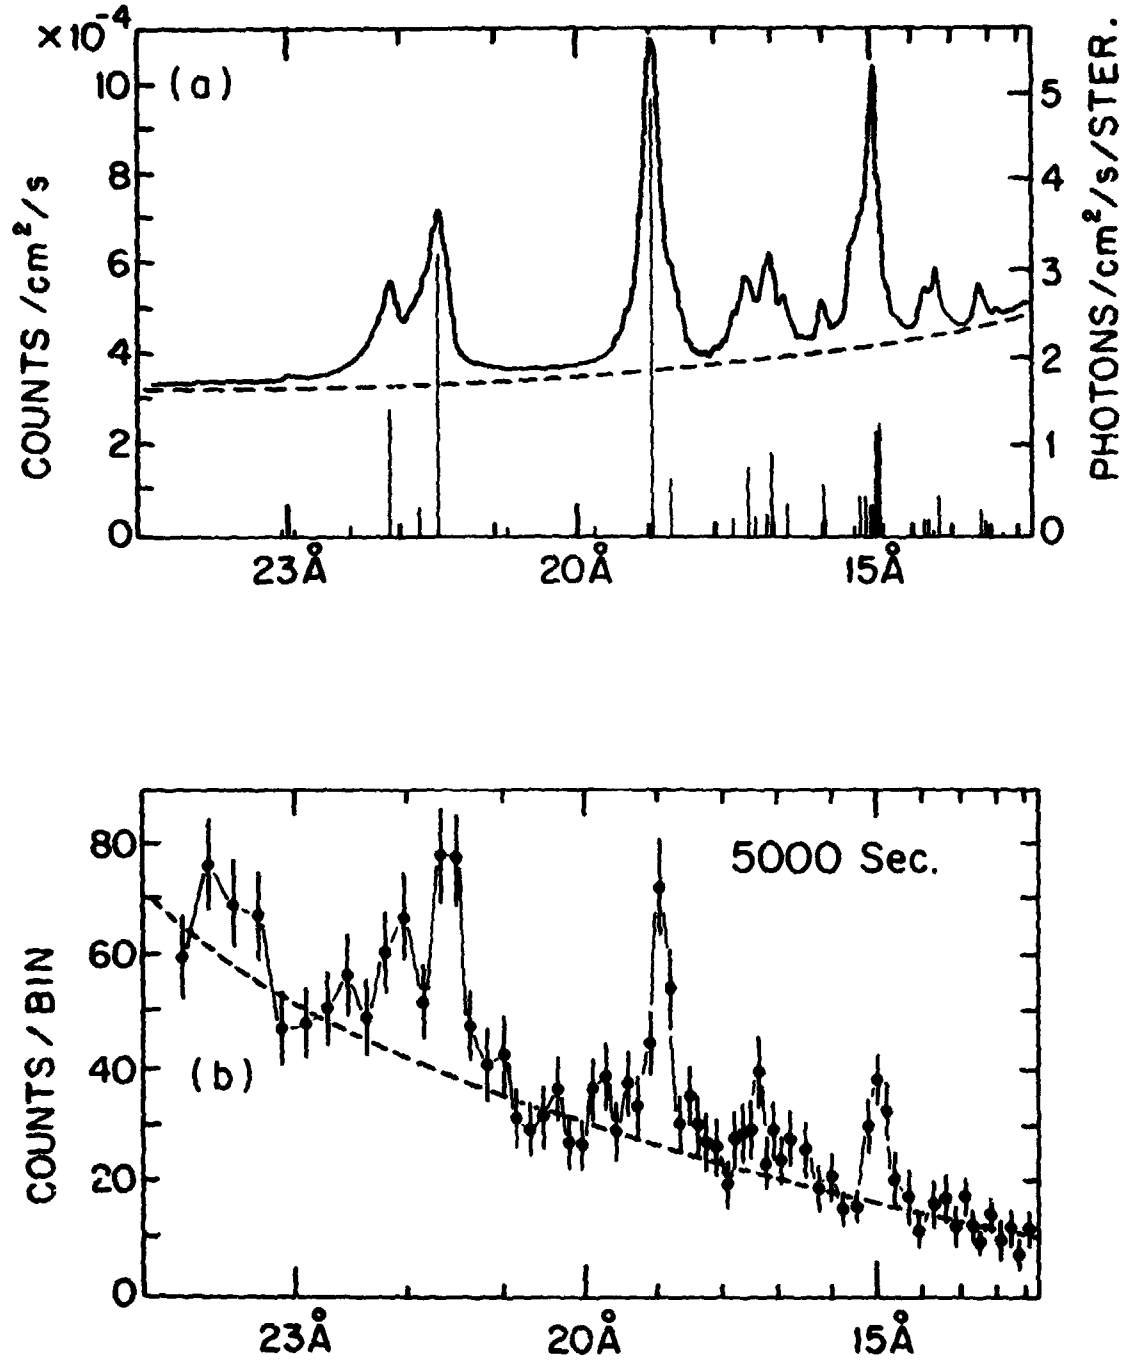 ×10⁻⁴
(a)
10
8
6
4
2
0
COUNTS/cm²/s
5
4
3
2
1
0
PHOTONS/cm²/s/STER.
23Å
20Å
15Å
5000 Sec.
(b)
80
60
40
20
0
COUNTS/BIN
23Å
20Å
15Å